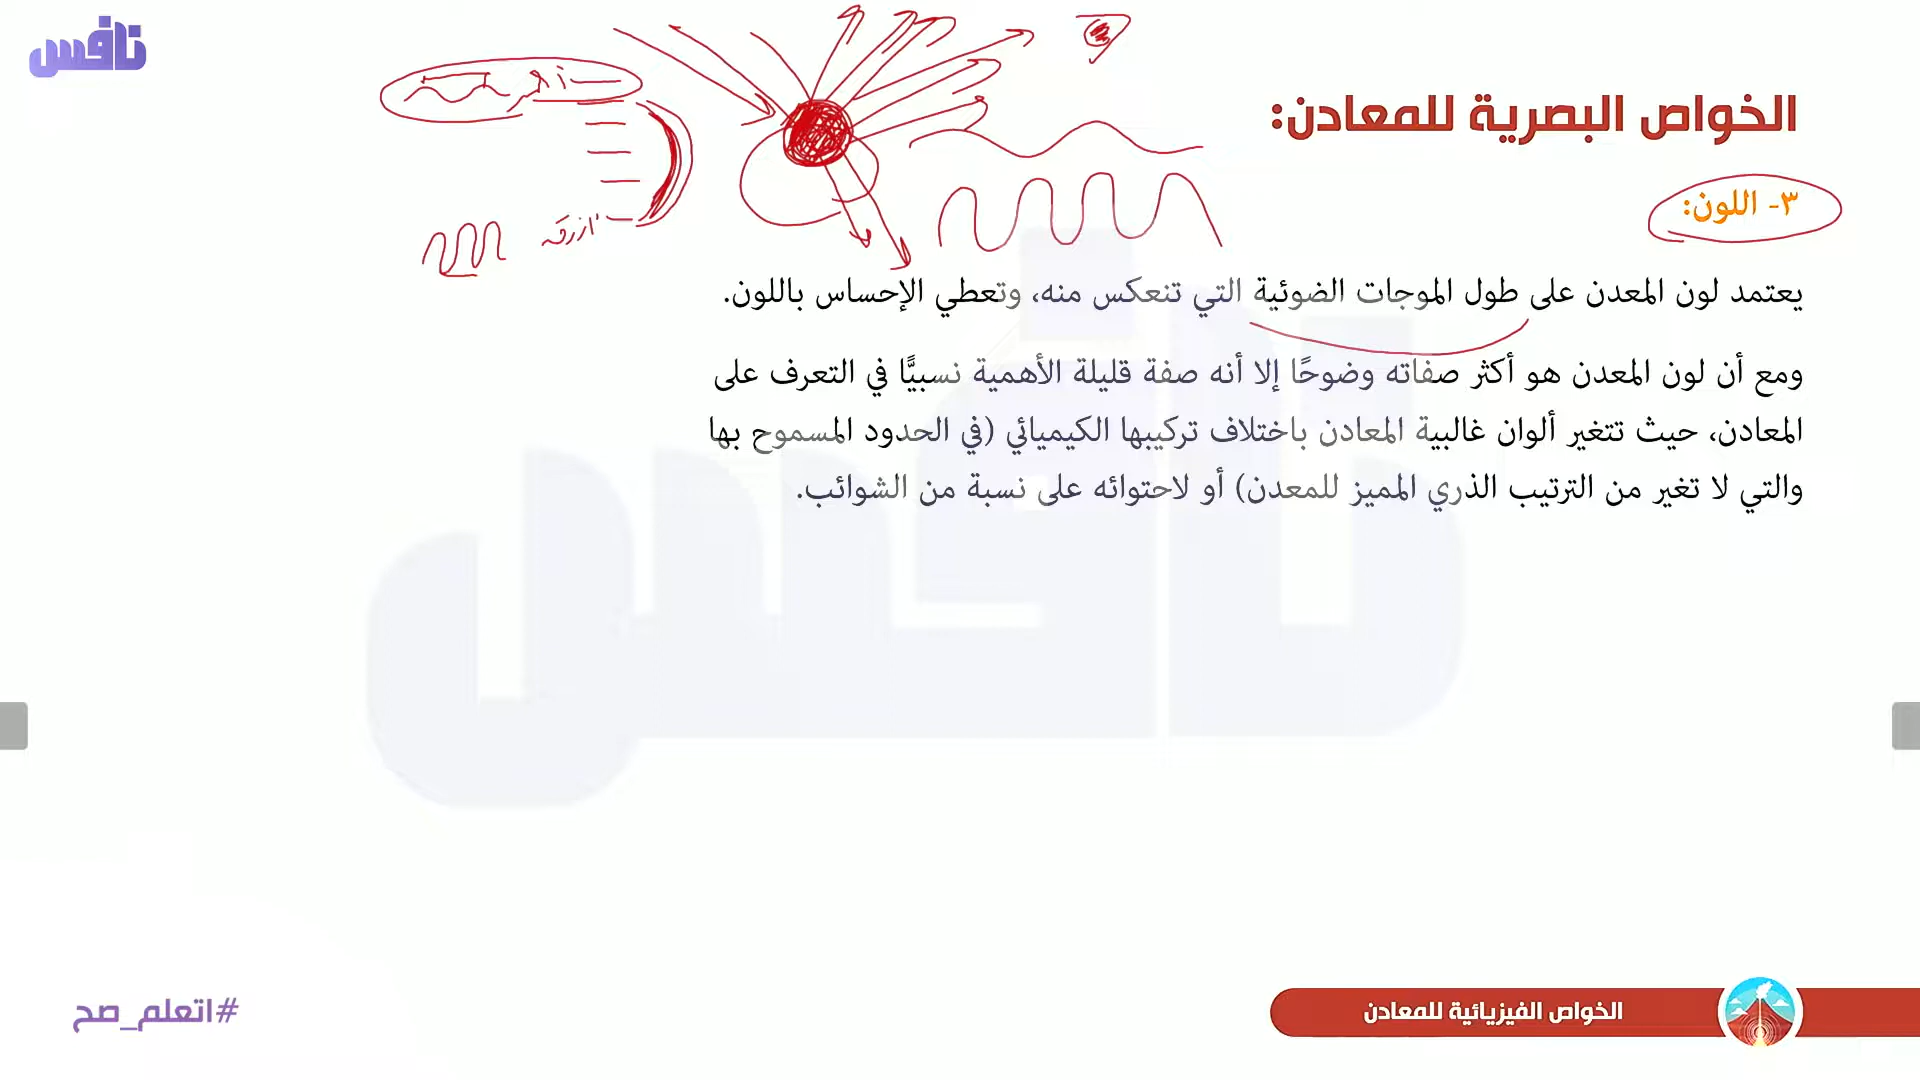 نافس
الخواص البصرية للمعادن:
٣- اللون:
ازرق
يعتمد لون المعدن على طول الموجات الضوئية التي تنعكس منه، وتعطي الإحساس باللون.
ومع أن لون المعدن هو أكثر صفاته وضوحًا إلا أنه صفة قليلة الأهمية نسبيًّا في التعرف على
المعادن، حيث تتغير ألوان غالبية المعادن باختلاف تركيبها الكيميائي (في الحدود المسموح بها
والتي لا تغير من الترتيب الذري المميز للمعدن) أو لاحتوائه على نسبة من الشوائب.
نافس
الخواص الفيزيائية للمعادن
#اتعلم_صح